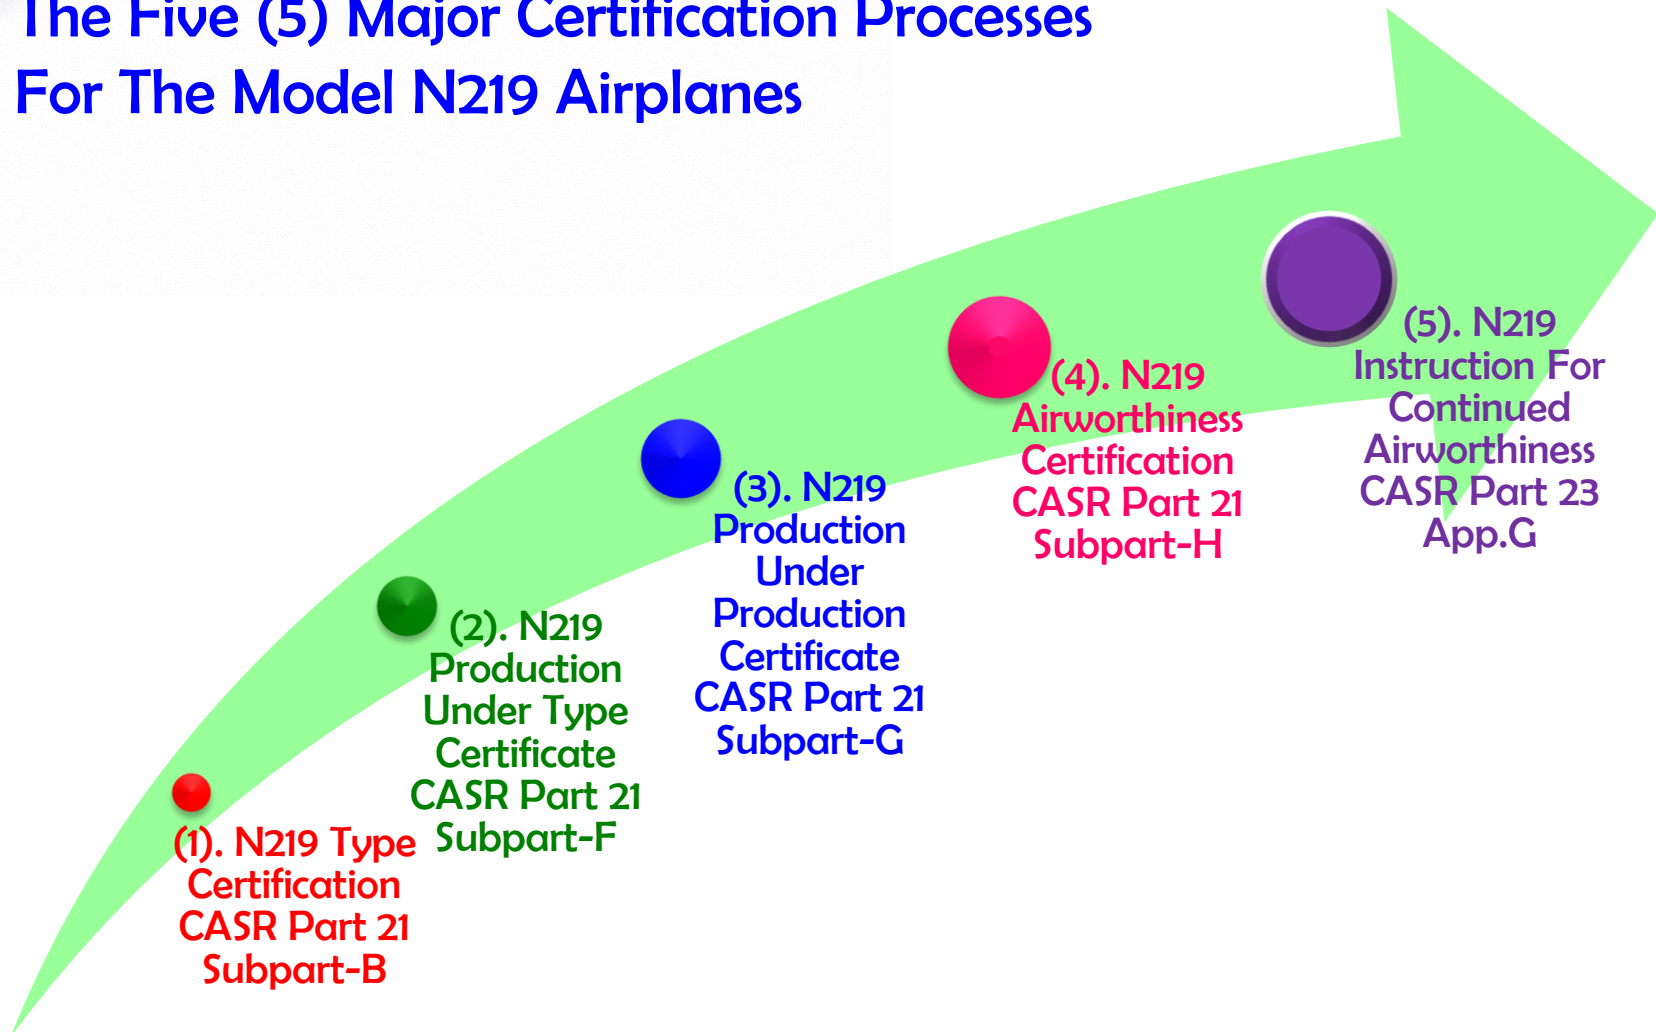 The Five (5) Major Certification Processes
For The Model N219 Airplanes
(1). N219 Type
Certification
CASR Part 21
Subpart-B
(2). N219
Production
Under Type
Certificate
CASR Part 21
Subpart-F
(3). N219
Production
Under
Production
Certificate
CASR Part 21
Subpart-G
(4). N219
Airworthiness
Certification
CASR Part 21
Subpart-H
(5). N219
Instruction For
Continued
Airworthiness
CASR Part 23
App.G